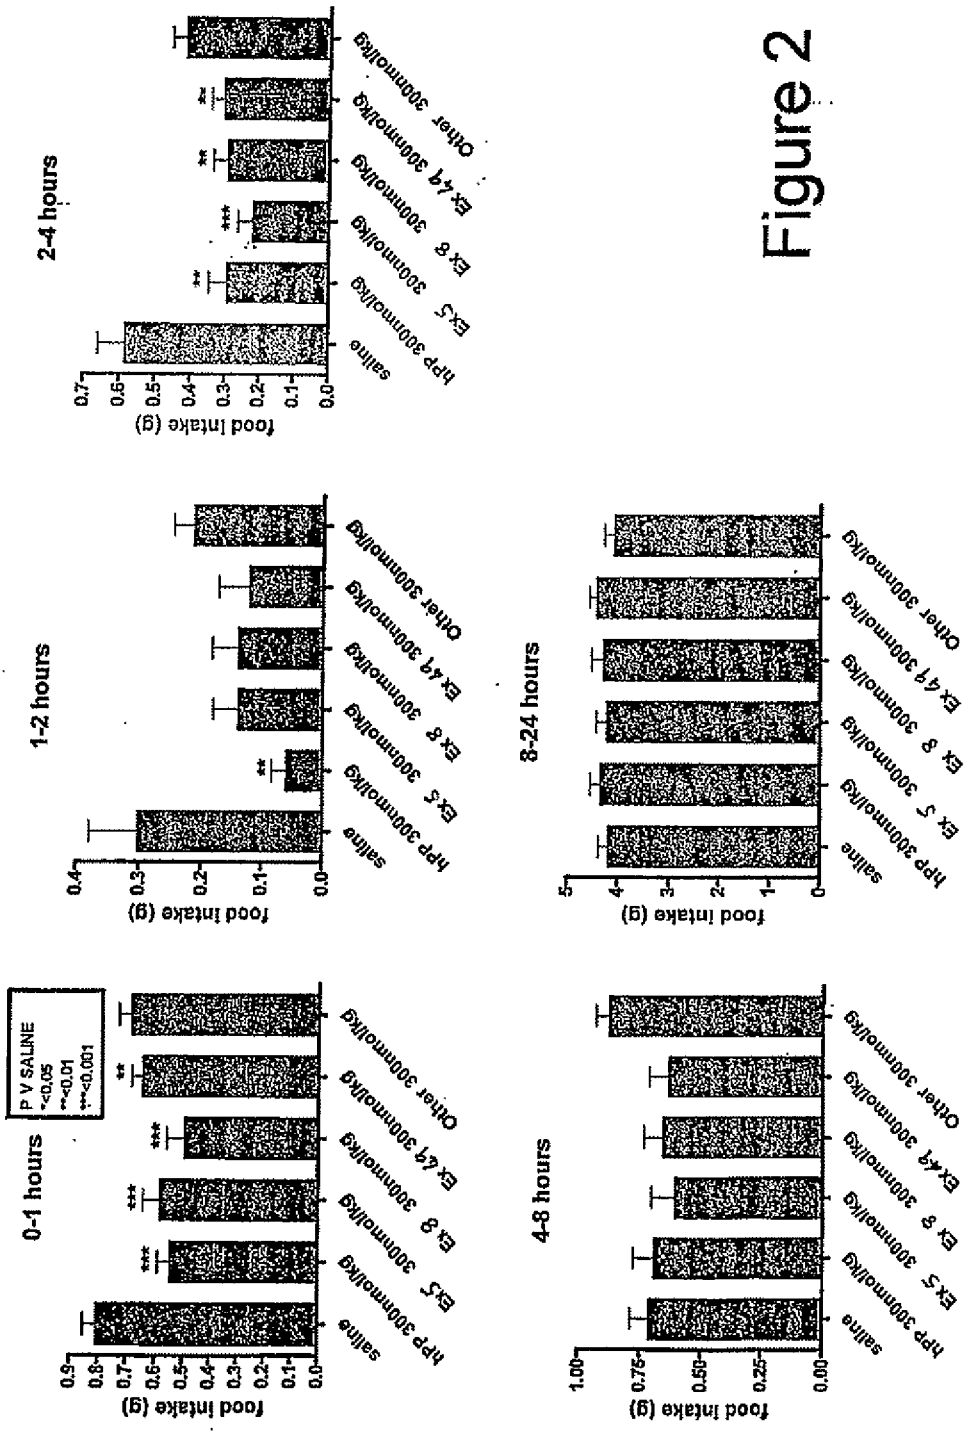 0-1 hours
P V SALINE
*<0.05
**<0.01
***<0.001
food intake (g)
0.9
0.8
0.7
0.6
0.5
0.4
0.3
0.2
0.1
0.0
***
***
***
**
saline
hPP 300nmol/kg
Ex5 300nmol/kg
Ex 8 300nmol/kg
Ex 49 300nmol/kg
Other 300nmol/kg
1-2 hours
food intake (g)
0.4
0.3
0.2
0.1
0.0
**
saline
hPP 300nmol/kg
Ex 5 300nmol/kg
Ex 8 300nmol/kg
Ex 49 300nmol/kg
Other 300nmol/kg
2-4 hours
food intake (g)
0.7
0.6
0.5
0.4
0.3
0.2
0.1
0.0
**
***
**
**
saline
hPP 300nmol/kg
Ex 5 300nmol/kg
Ex 8 300nmol/kg
Ex 49 300nmol/kg
Other 300nmol/kg
4-8 hours
food intake (g)
1.00
0.75
0.50
0.25
0.00
saline
hPP 300nmol/kg
Ex 5 300nmol/kg
Ex 8 300nmol/kg
Ex 49 300nmol/kg
Other 300nmol/kg
8-24 hours
food intake (g)
5
4
3
2
1
0
saline
hPP 300nmol/kg
Ex 5 300nmol/kg
Ex 8 300nmol/kg
Ex 49 300nmol/kg
Other 300nmol/kg
Figure 2